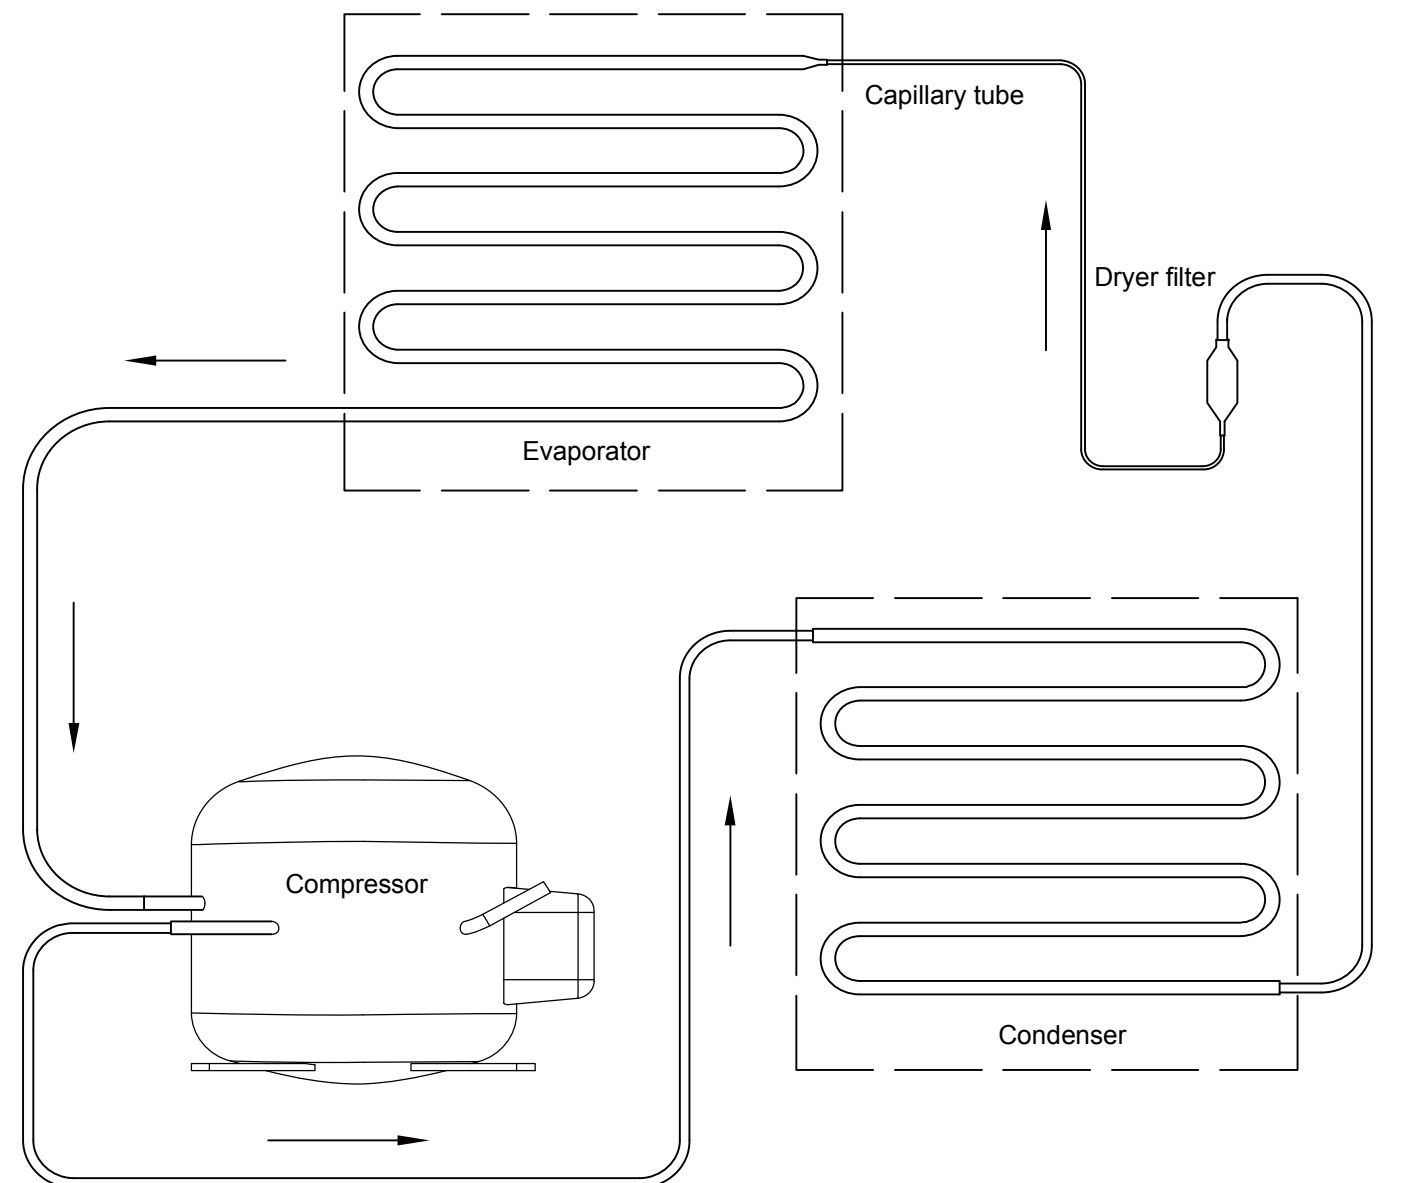 Capillary tube
Dryer filter
Evaporator
Compressor
Condenser